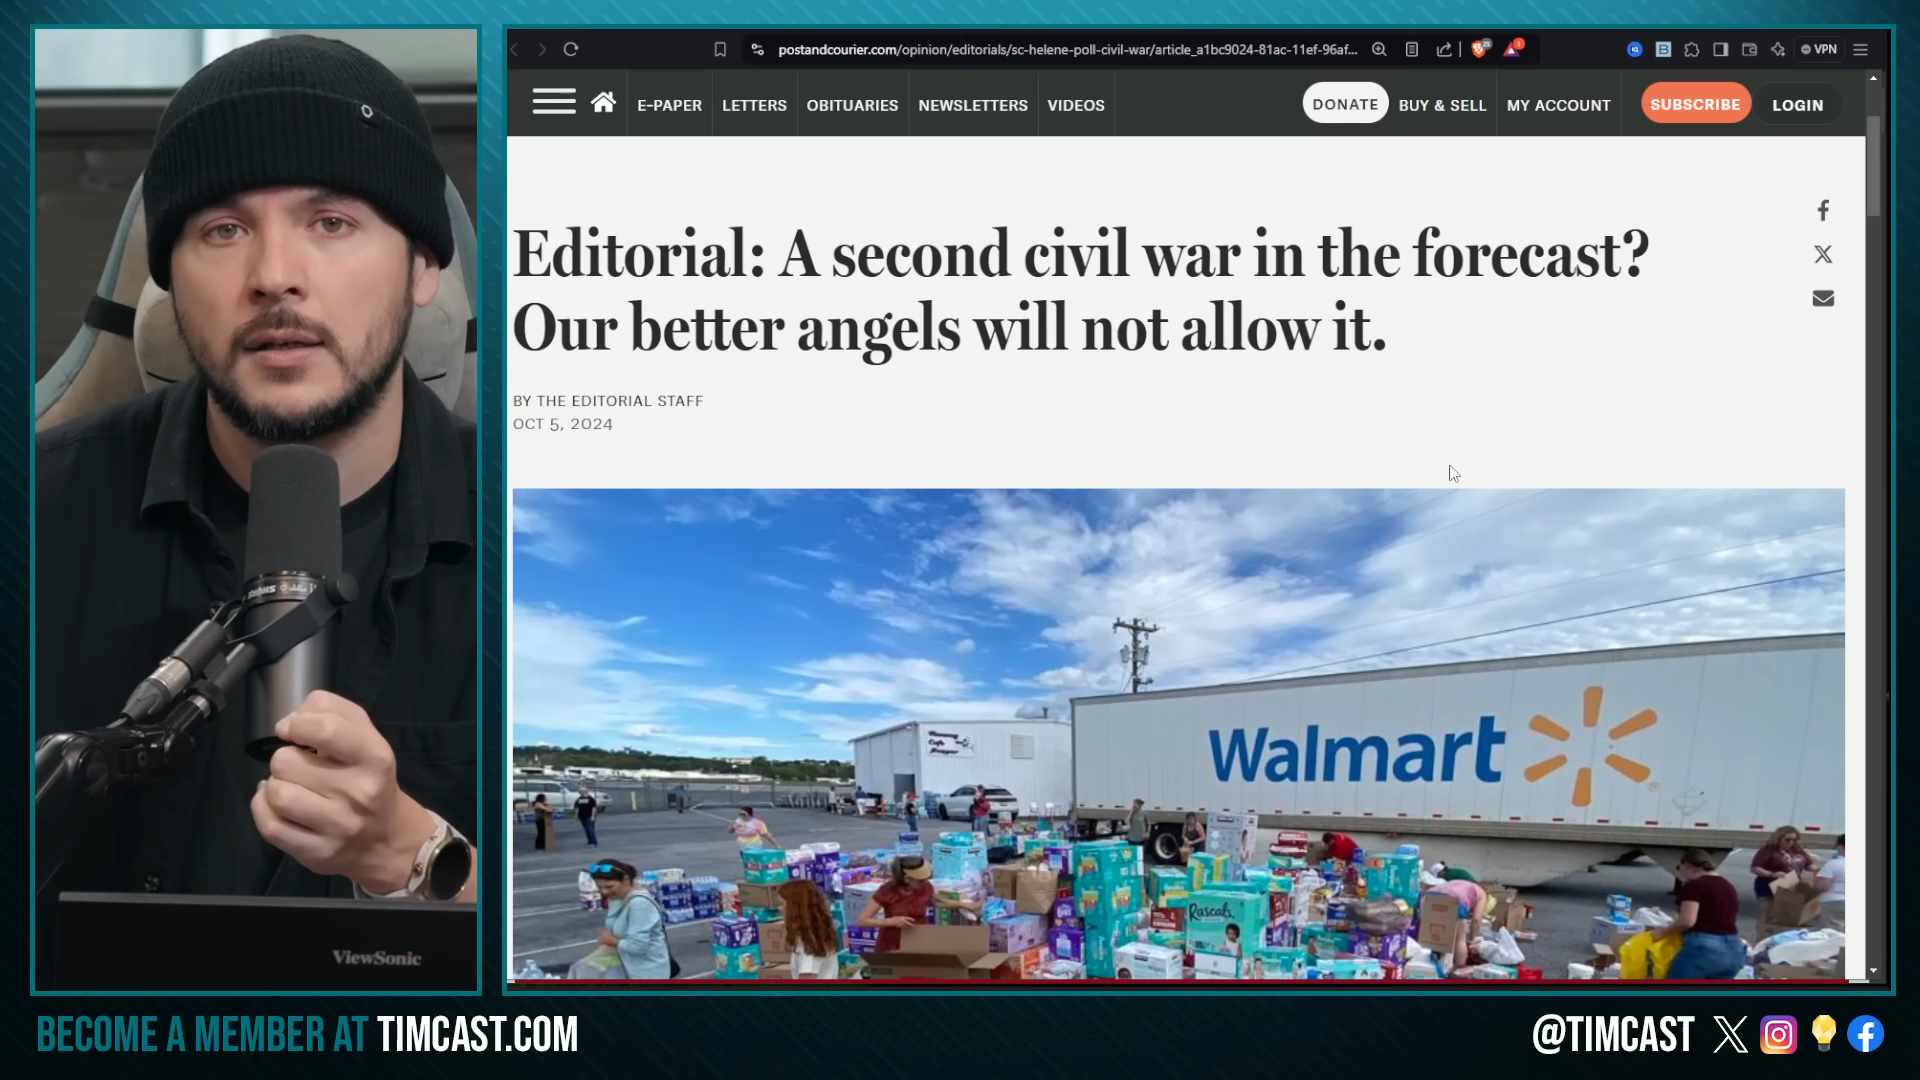 postandcourier.com/opinion/editorials/sc-helene-poll-civil-war/article_a1bc9024-81ac-11ef-96af...
VPN
E-PAPER
LETTERS
OBITUARIES
NEWSLETTERS
VIDEOS
DONATE
BUY & SELL
MY ACCOUNT
SUBSCRIBE
LOGIN
Editorial: A second civil war in the forecast?
Our better angels will not allow it.
BY THE EDITORIAL STAFF
OCT 5, 2024
Walmart
Rascals
ViewSonic
BECOME A MEMBER AT TIMCAST.COM
@TIMCAST